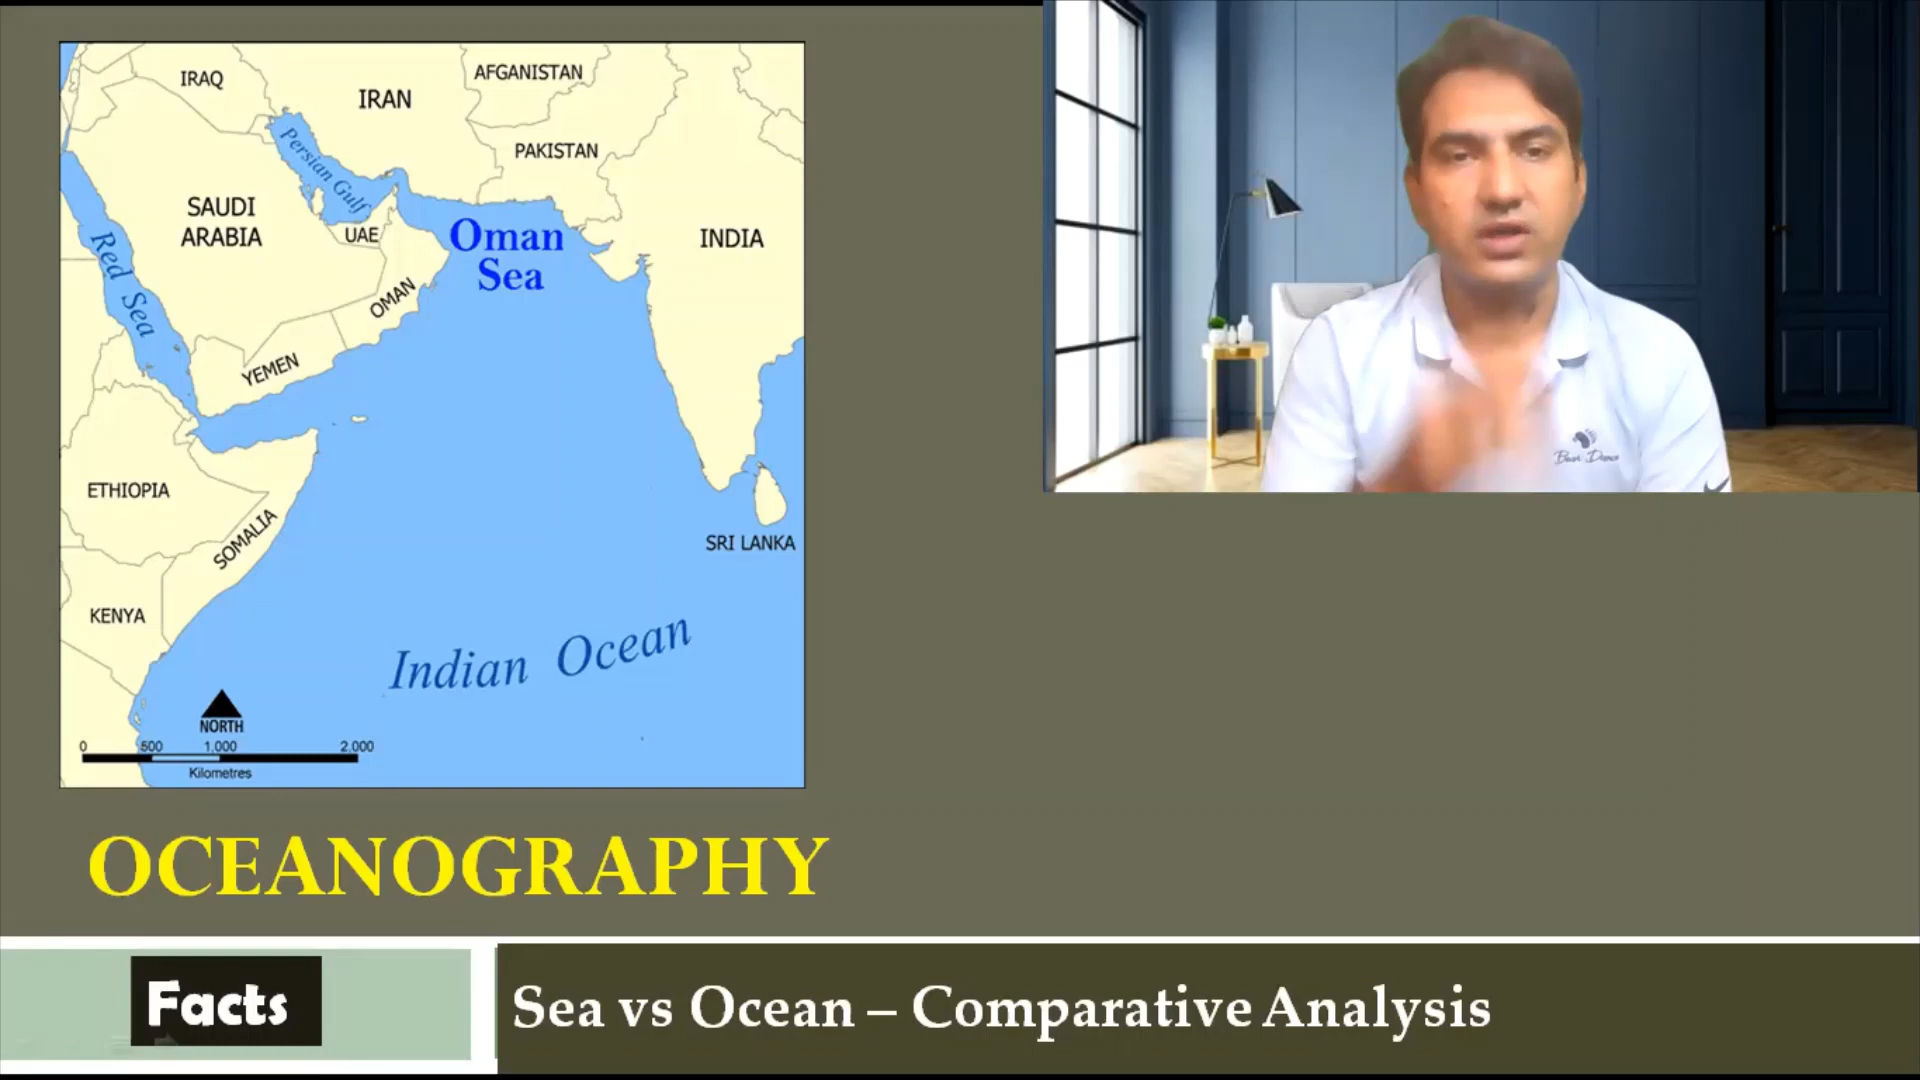 IRAQ
IRAN
AFGANISTAN
PAKISTAN
Persian Gulf
SAUDI
ARABIA
UAE
Oman
Sea
INDIA
Red Sea
OMAN
YEMEN
ETHIOPIA
SOMALIA
SRI LANKA
KENYA
Indian Ocean
NORTH
0 500 1,000 2,000
Kilometres
OCEANOGRAPHY
Facts
Sea vs Ocean – Comparative Analysis